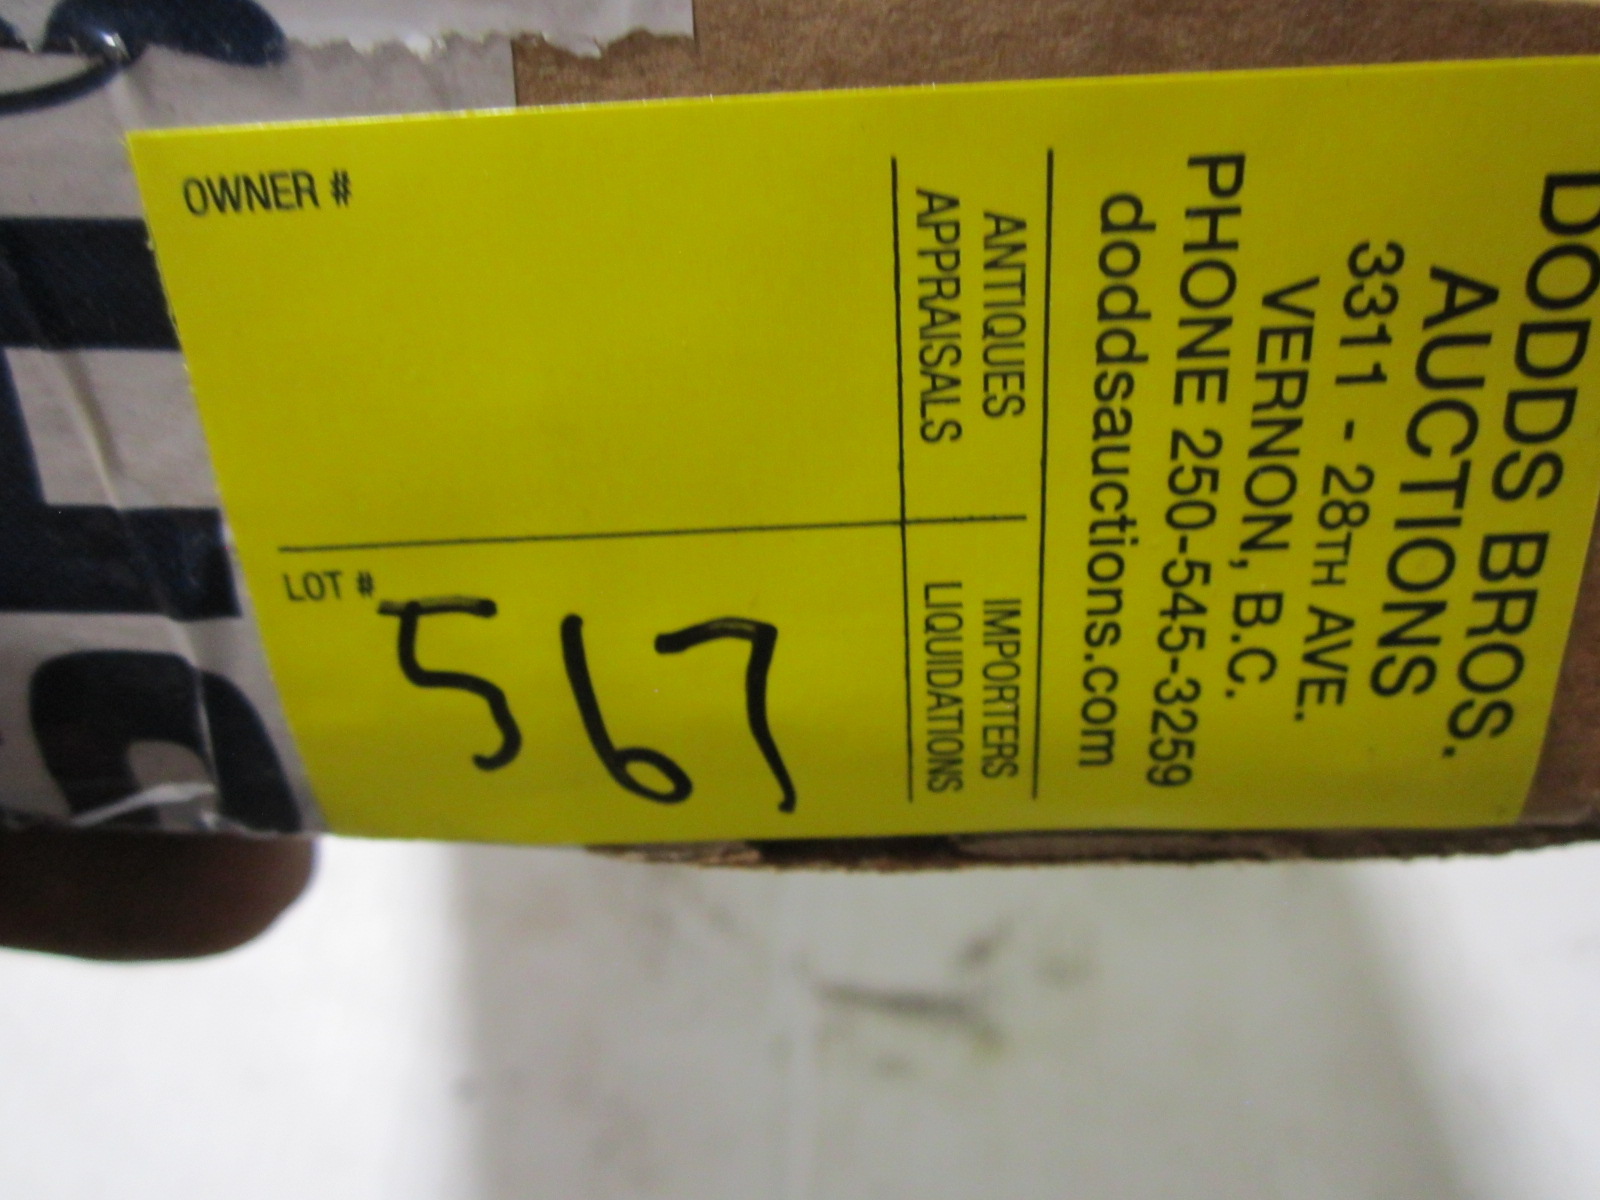 DODDS BROS.
AUCTIONS
3311 - 28TH AVE.
VERNON, B.C.
PHONE 250-545-3259
doddsauctions.com
ANTIQUES
APPRAISALS
IMPORTERS
LIQUIDATIONS
OWNER #
LOT # 567